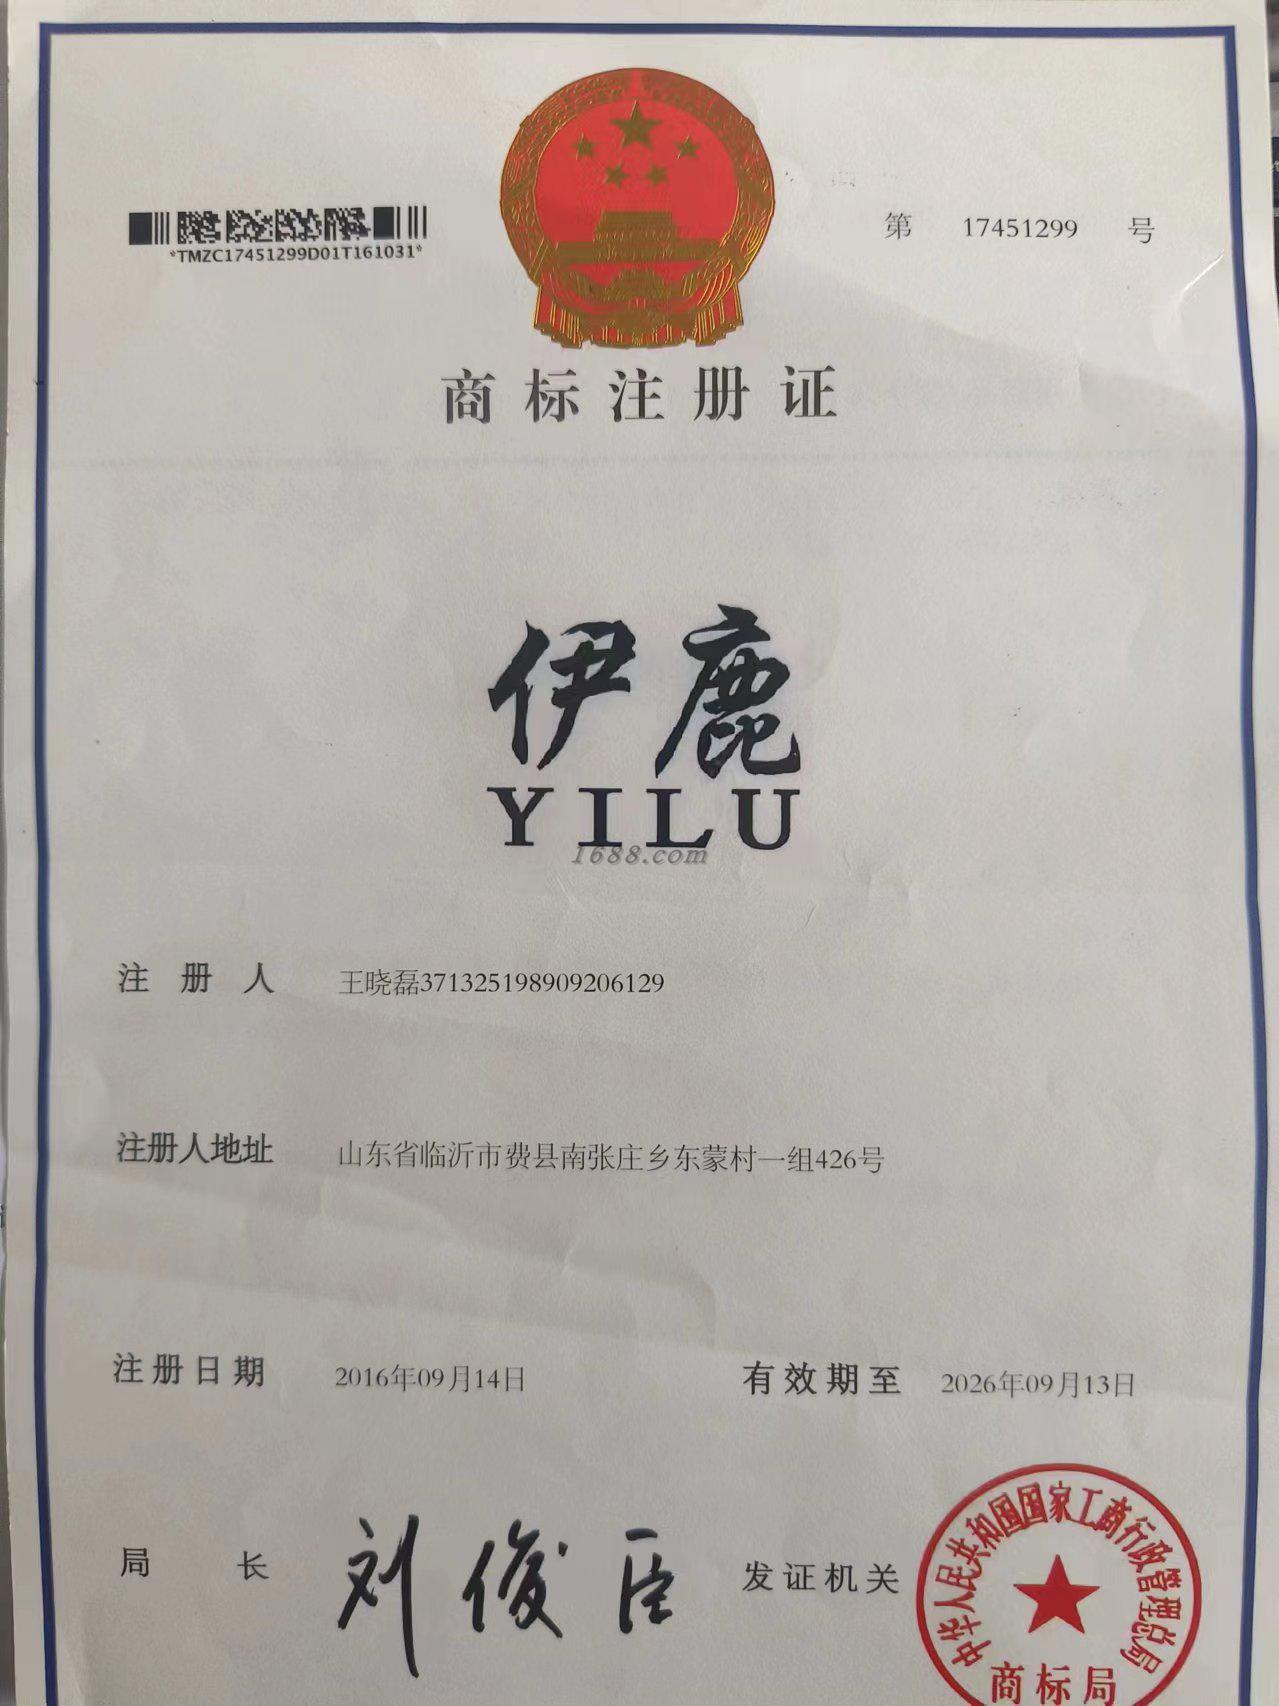 *TMZC17451299D01T161031*
第 17451299 号
商标注册证
伊鹿
YILU
1688.com
注册人 王晓磊371325198909206129
注册人地址 山东省临沂市费县南张庄乡东蒙村一组426号
注册日期 2016年09月14日 有效期至 2026年09月13日
局长 刘俊臣 发证机关
中华人民共和国国家工商行政管理总局
商标局